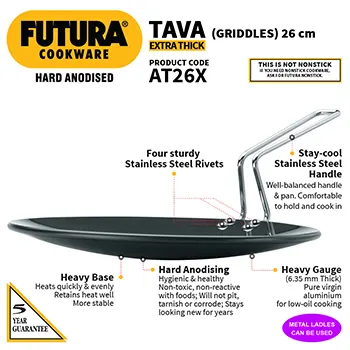 FUTURA
COOKWARE
HARD ANODISED
TAVA (GRIDDLES) 26 cm
EXTRA THICK
PRODUCT CODE
AT26X
THIS IS NOT NONSTICK
IF YOU NEED NONSTICK COOKWARE,
ASK FOR FUTURA NONSTICK.
Four sturdy
Stainless Steel Rivets
Stay-cool
Stainless Steel
Handle
Well-balanced handle
& pan. Comfortable
to hold and cook in
Heavy Base
Heats quickly & evenly
Retains heat well
More stable
Hard Anodising
Hygienic & healthy
Non-toxic, non-reactive
with foods; Will not pit,
tarnish or corrode; Stays
looking new for years
Heavy Gauge
(6.35 mm Thick)
Pure virgin
aluminium
for low-oil cooking
5
YEAR
GUARANTEE
METAL LADLES
CAN BE USED